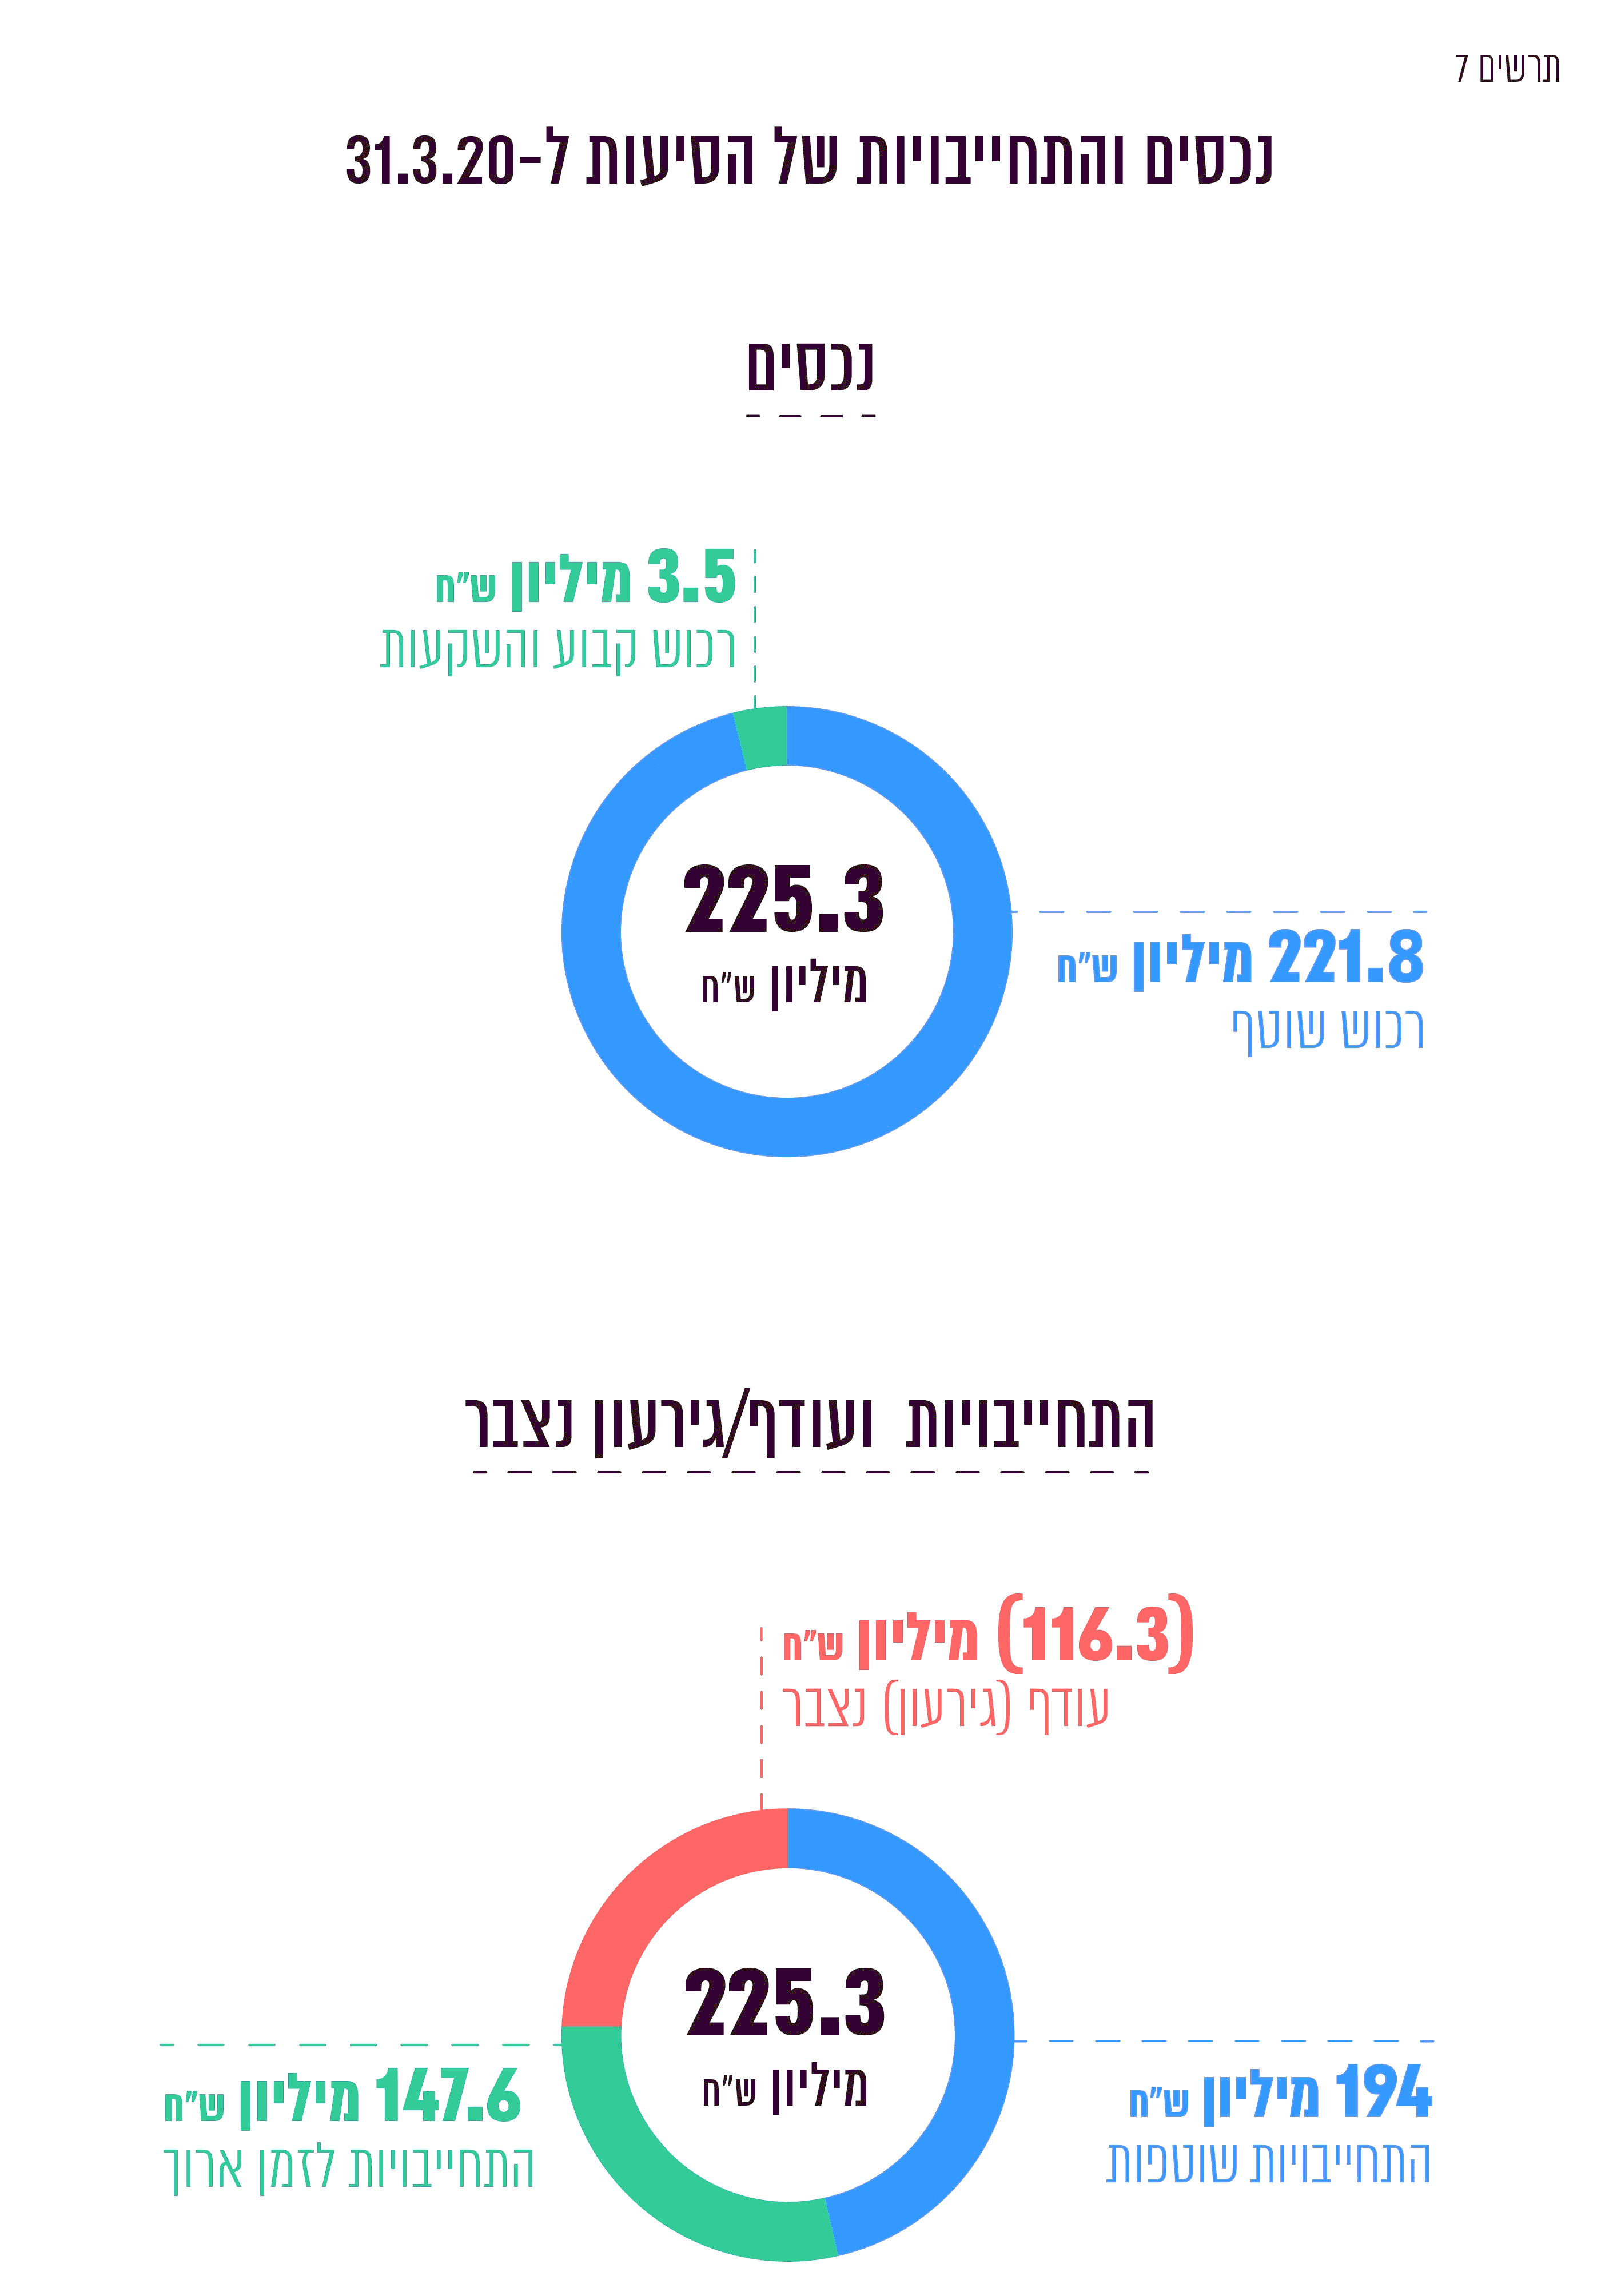 תרשים 7
נכסים והתחייבויות של הסיעות ל-31.3.20
נכסים
3.5 מיליון ש"ח
רכוש קבוע והשקעות
225.3
מיליון ש"ח
221.8 מיליון ש"ח
רכוש שוטף
התחייבויות ועודף/גירעון נצבר
(116.3) מיליון ש"ח
עודף (גירעון) נצבר
225.3
מיליון ש"ח
194 מיליון ש"ח
התחייבויות שוטפות
147.6 מיליון ש"ח
התחייבויות לזמן ארוך